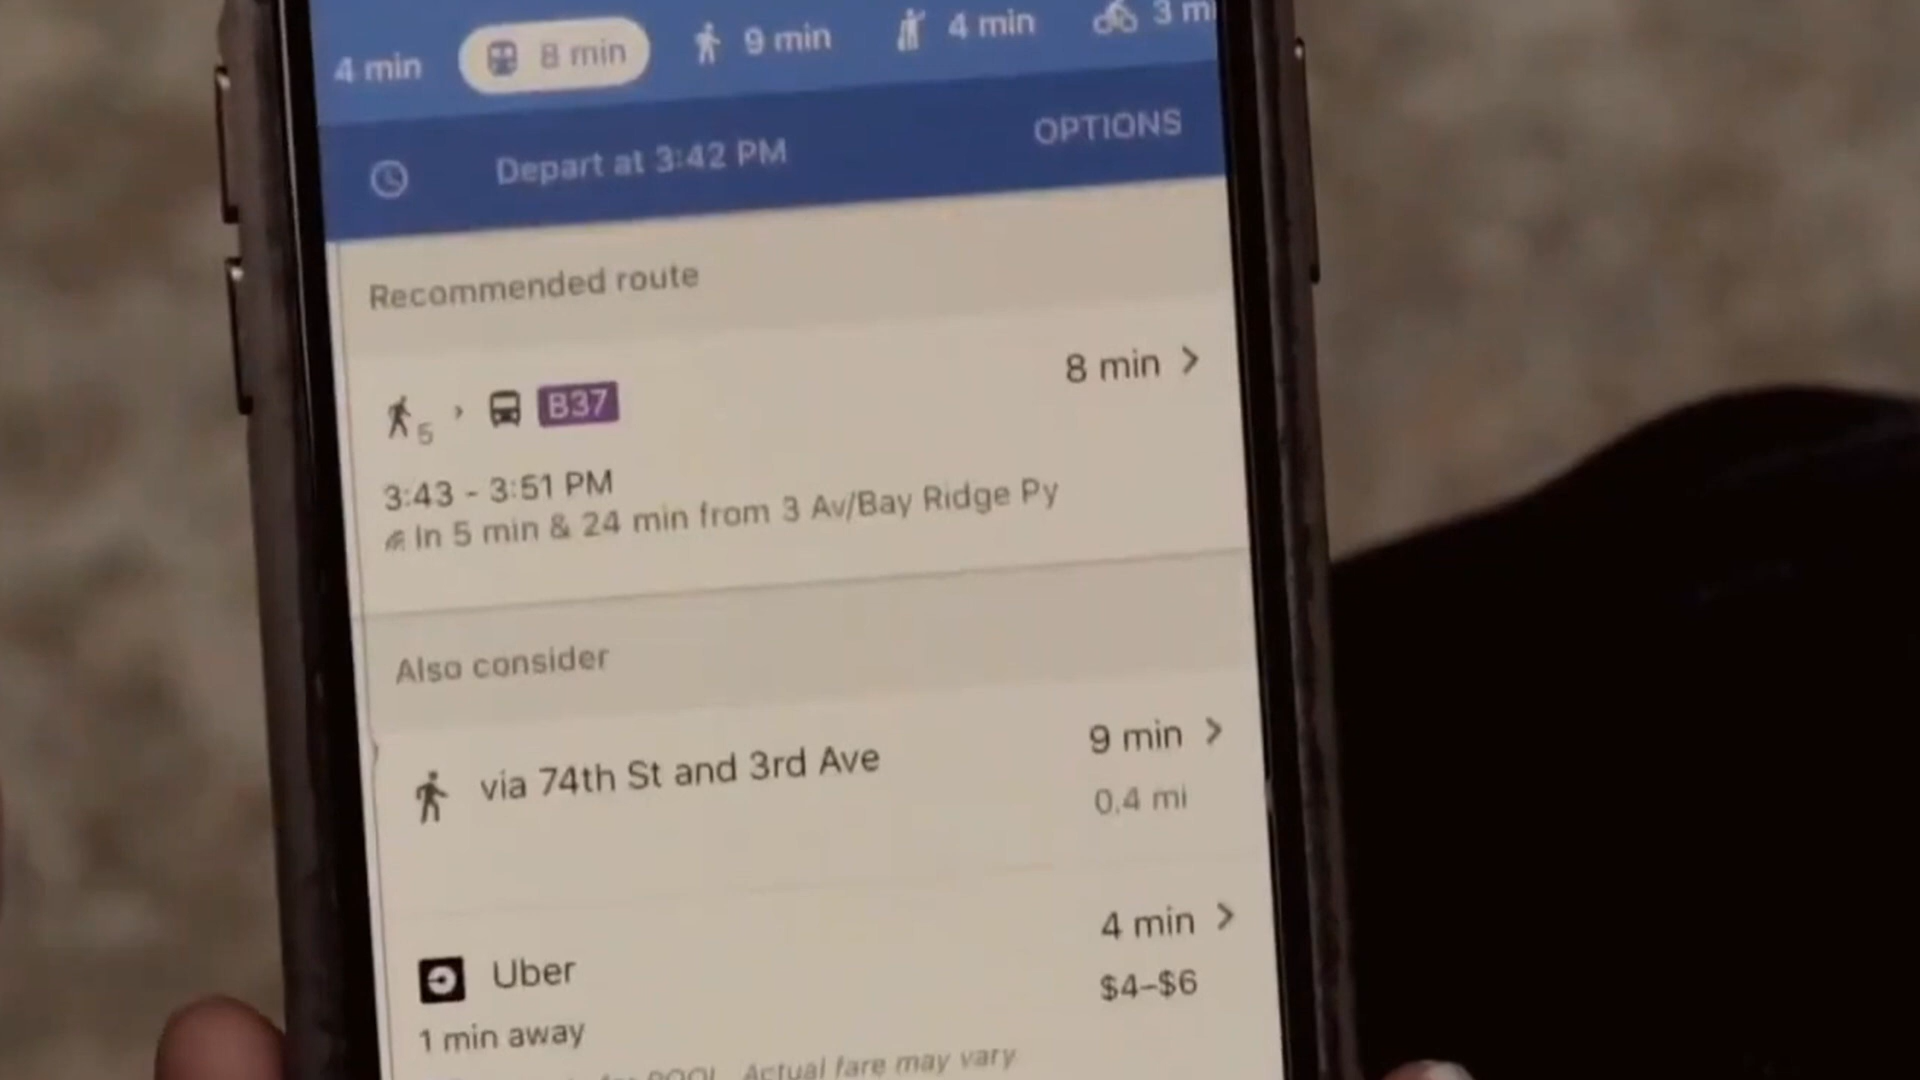 4 min 8 min 9 min 4 min 3
Depart at 3:42 PM OPTIONS
Recommended route
5 B37 8 min
3:43 - 3:51 PM
In 5 min & 24 min from 3 Av/Bay Ridge Py
Also consider
via 74th St and 3rd Ave 9 min
0.4 mi
Uber 4 min
$4–$6
1 min away
POOL. Actual fare may vary